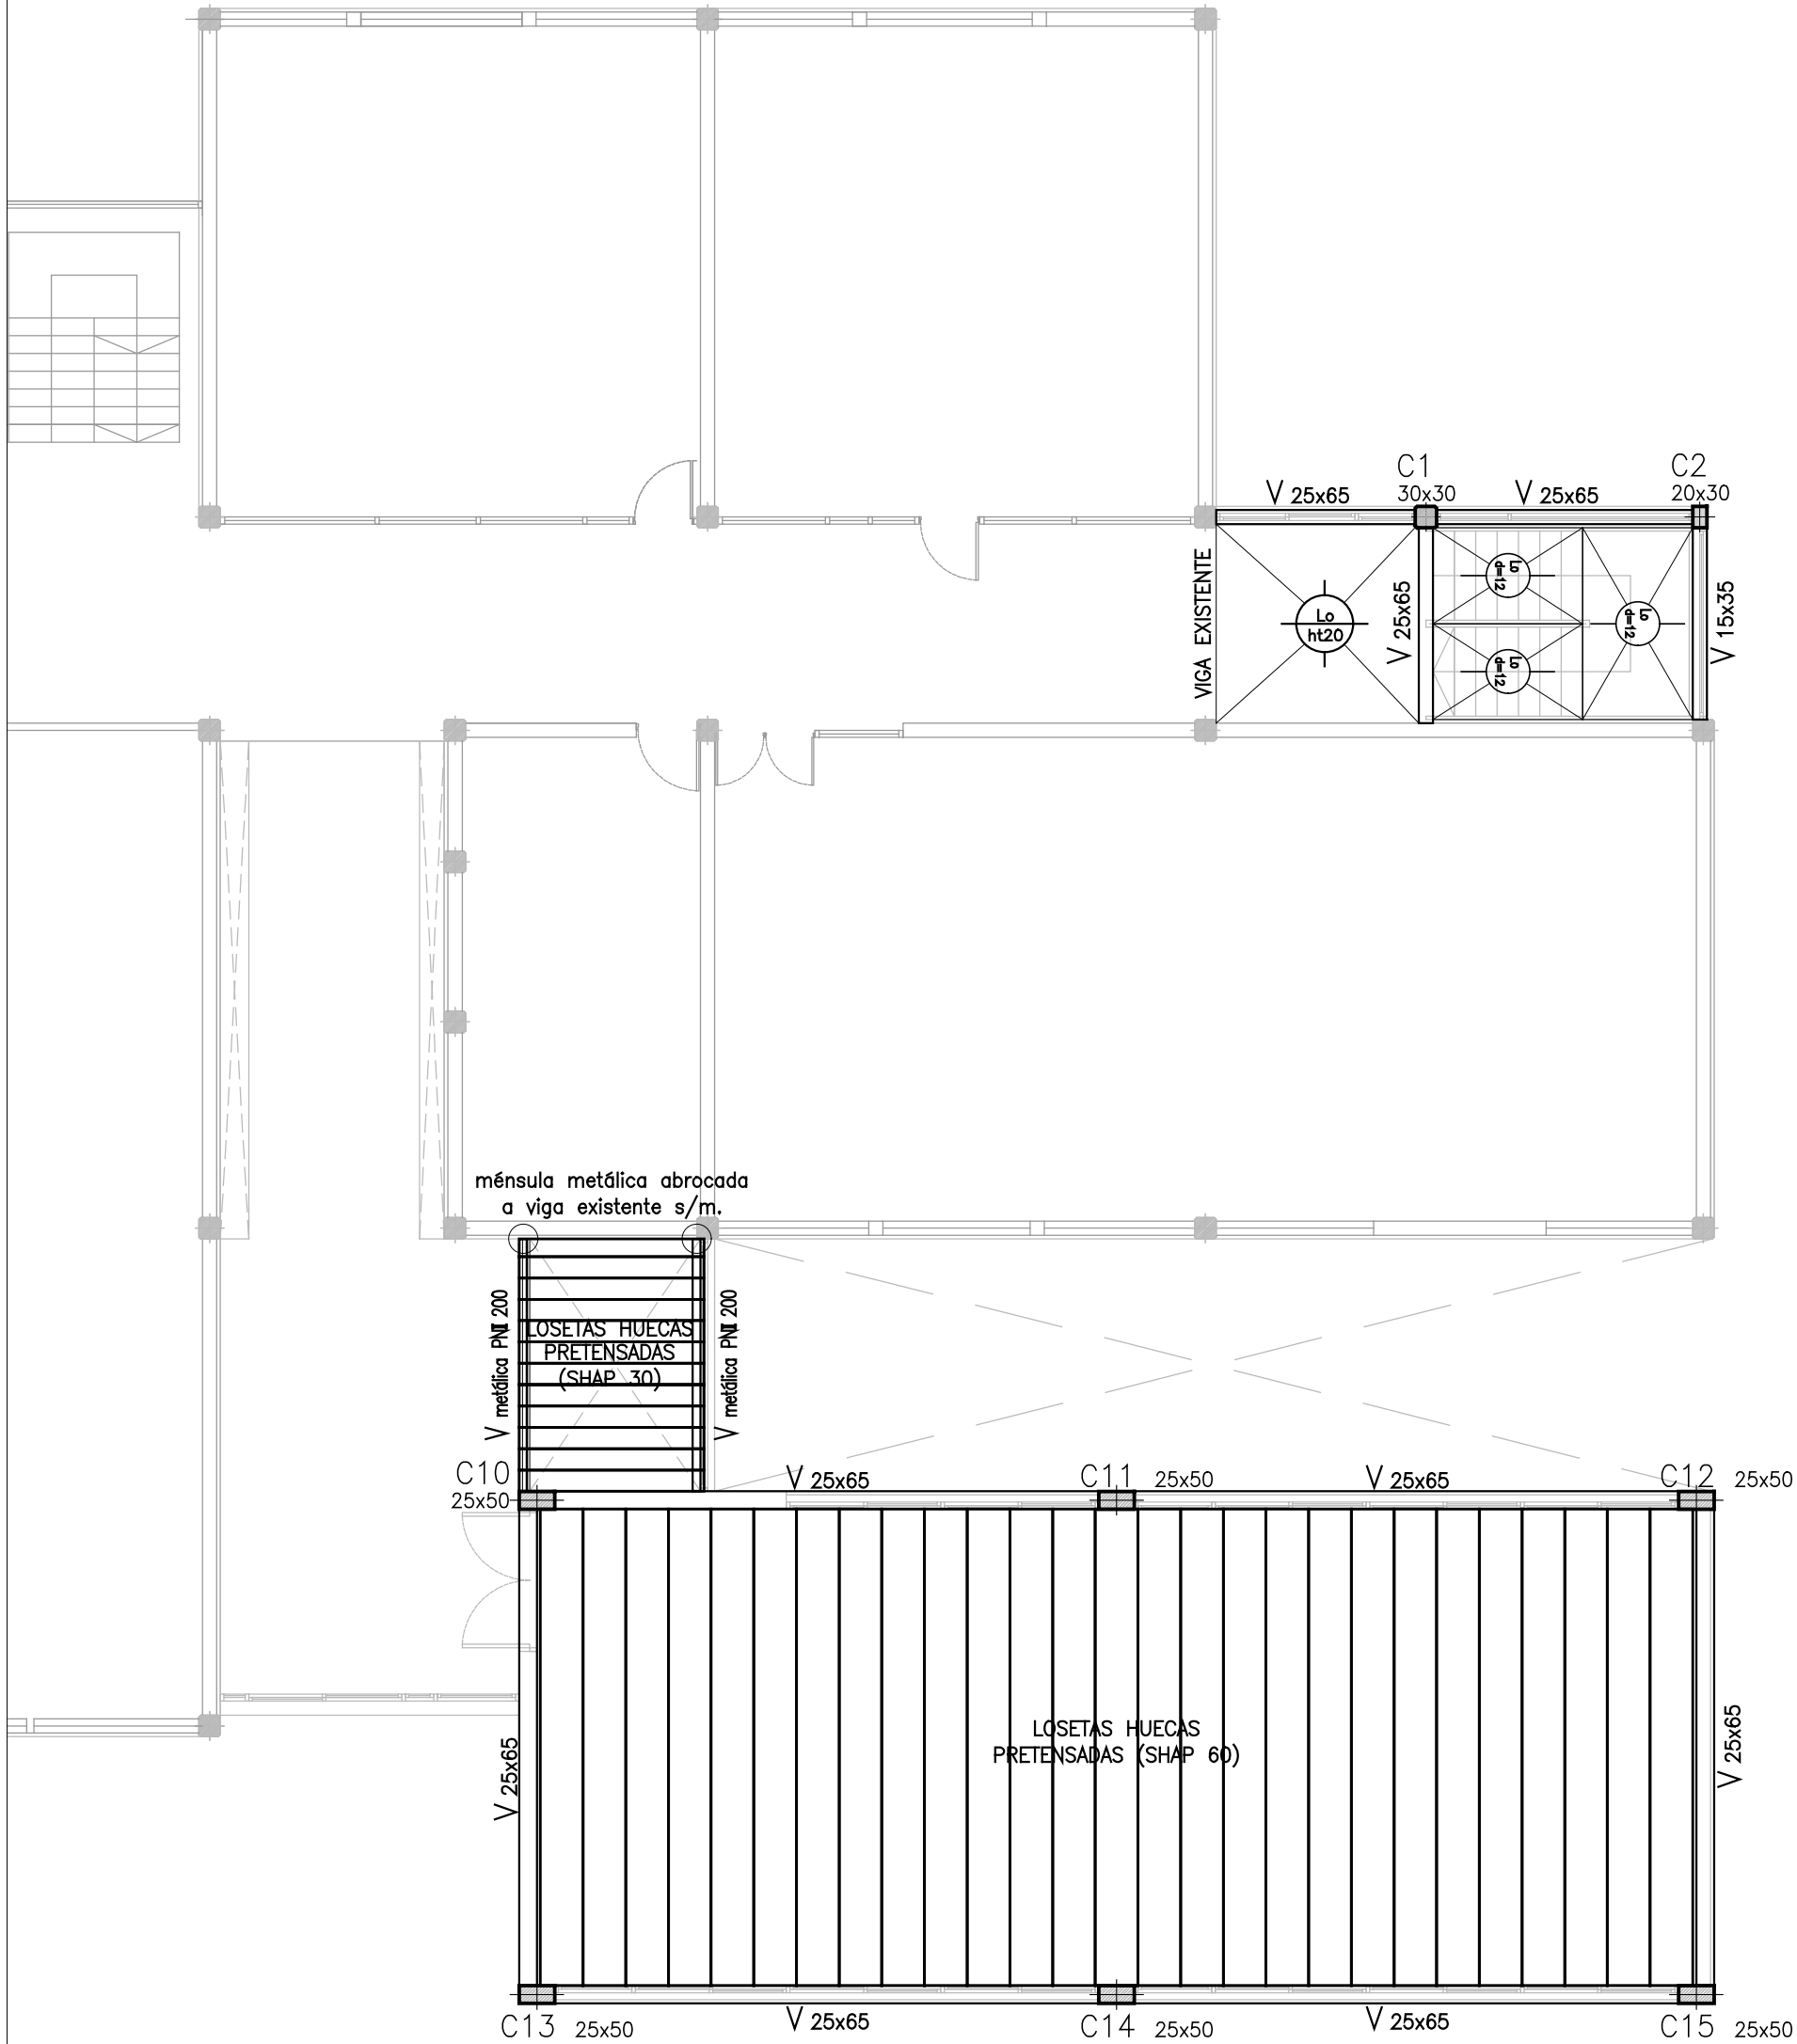 C1
C2
V 25x65
30x30
V 25x65
20x30
VIGA EXISTENTE
Lo
ht20
V 25x65
Lo
d=12
Lo
d=12
Lo
d=12
V 15x35
ménsula metálica abrocada
a viga existente s/m.
V metálica PNI 200
LOSETAS HUECAS
PRETENSADAS
(SHAP 30)
V metálica PNI 200
C10
25x50
V 25x65
C11 25x50
V 25x65
C12 25x50
V 25x65
LOSETAS HUECAS
PRETENSADAS (SHAP 60)
V 25x65
C13 25x50
V 25x65
C14 25x50
V 25x65
C15 25x50